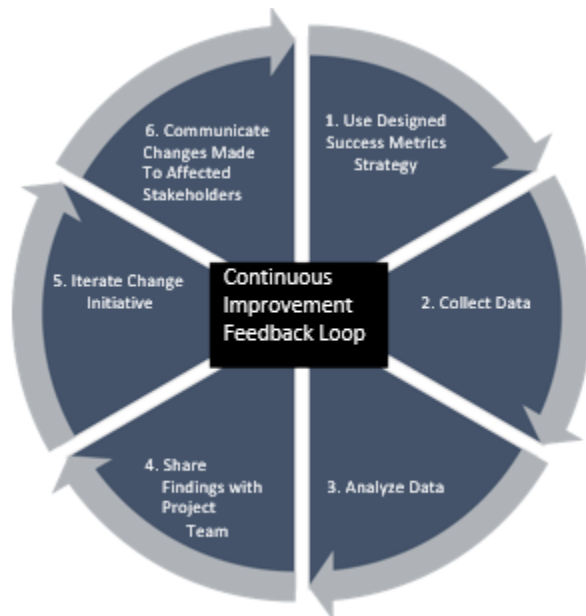 1. Use Designed
Success Metrics
Strategy
2. Collect Data
3. Analyze Data
4. Share
Findings with
Project
Team
5. Iterate Change
Initiative
6. Communicate
Changes Made
To Affected
Stakeholders
Continuous
Improvement
Feedback Loop